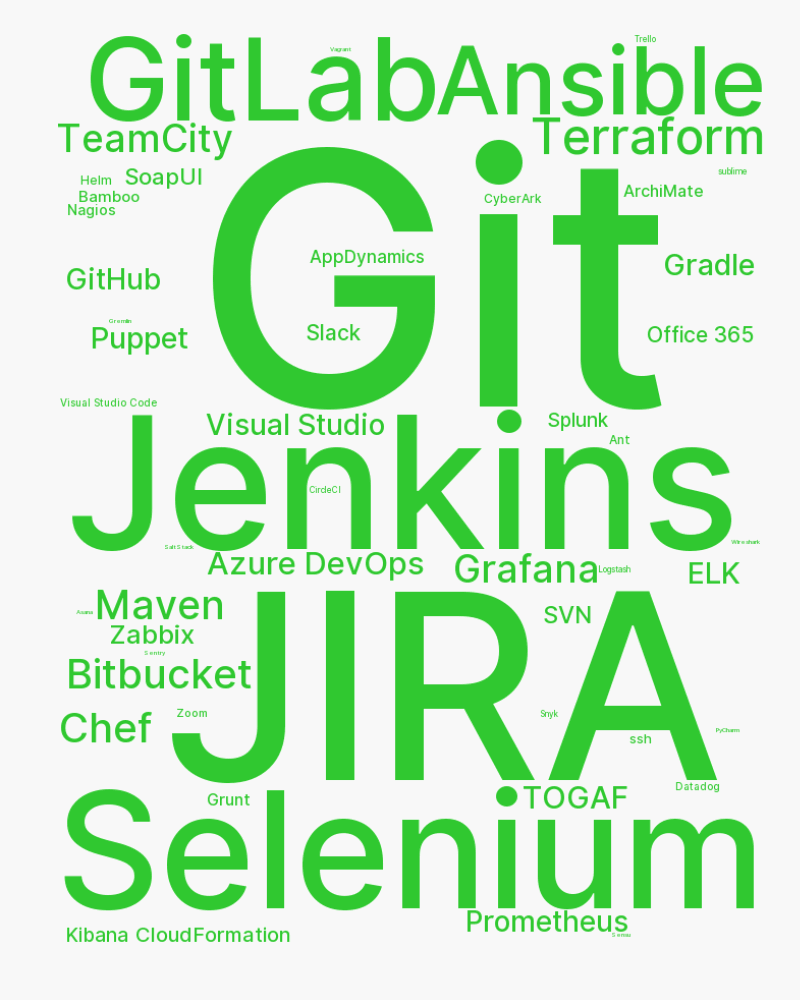 Trello
Vagrant
GitLab Ansible
TeamCity
Terraform
sublime
Helm SoapUI
Git
ArchiMate
Bamboo
CyberArk
Nagios
AppDynamics
Gradle
GitHub
Gremlin
Puppet
Slack
Office 365
Visual Studio Code
Visual Studio
Splunk
Ant
Jenkins
CircleCI
Wireshark
SaltStack
Azure DevOps
Grafana
Logstash
ELK
Maven
Asana
SVN
Zabbix
Sentry
Bitbucket
JIRA
Chef
Zoom
Snyk
PyCharm
ssh
Datadog
Grunt
TOGAF
Selenium
Prometheus
Kibana CloudFormation